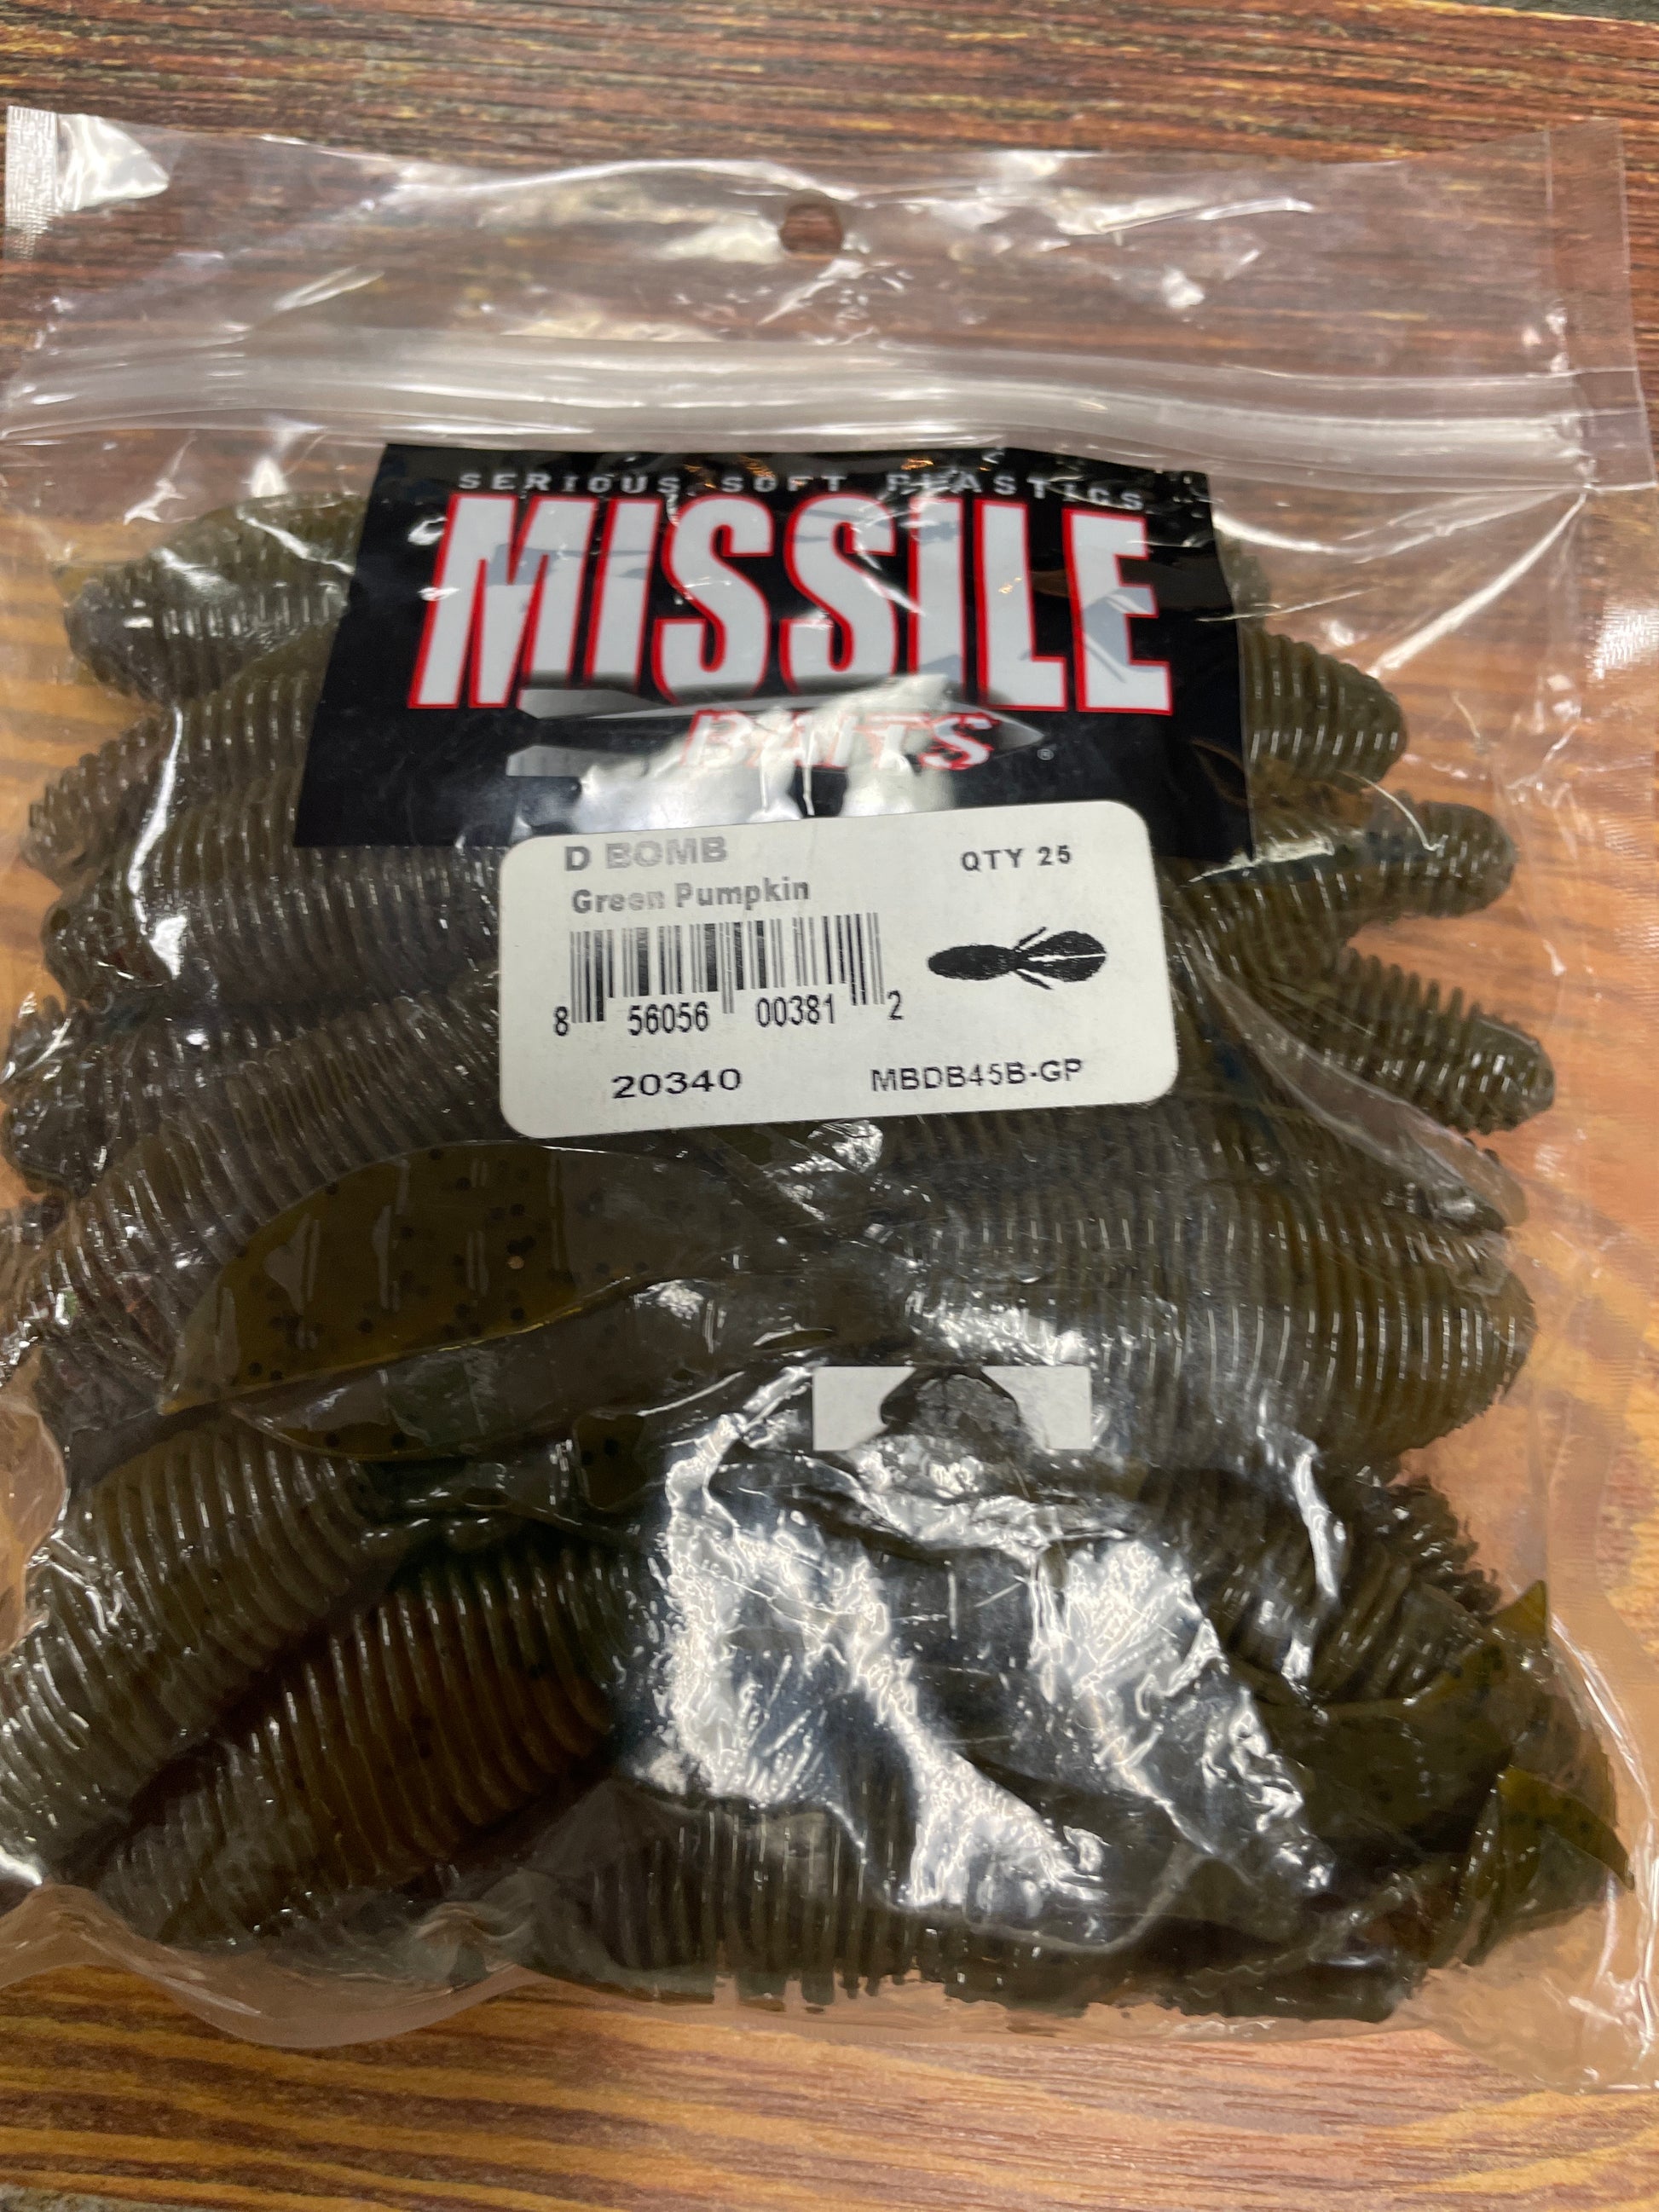 SERIOUS SOFT PLASTICS
MISSILE
BAITS
®
D BOMB
QTY 25
Green Pumpkin
8 56056 00381 2
20340
MBDB45B-GP